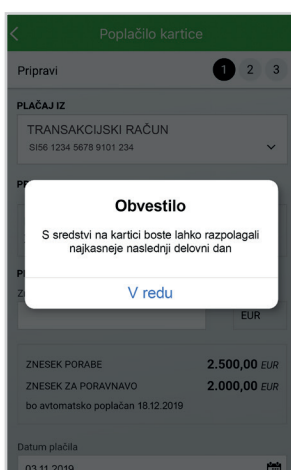 Poplačilo kartice
Pripravi 1 2 3
PLAČAJ IZ
TRANSAKCIJSKI RAČUN
SI56 1234 5678 9101 234
Obvestilo
S sredstvi na kartici boste lahko razpolagali
najkasneje naslednji delovni dan
V redu
EUR
ZNESEK PORABE 2.500,00 EUR
ZNESEK ZA PORAVNAVO 2.000,00 EUR
bo avtomatsko poplačan 18.12.2019
Datum plačila
03.11.2019